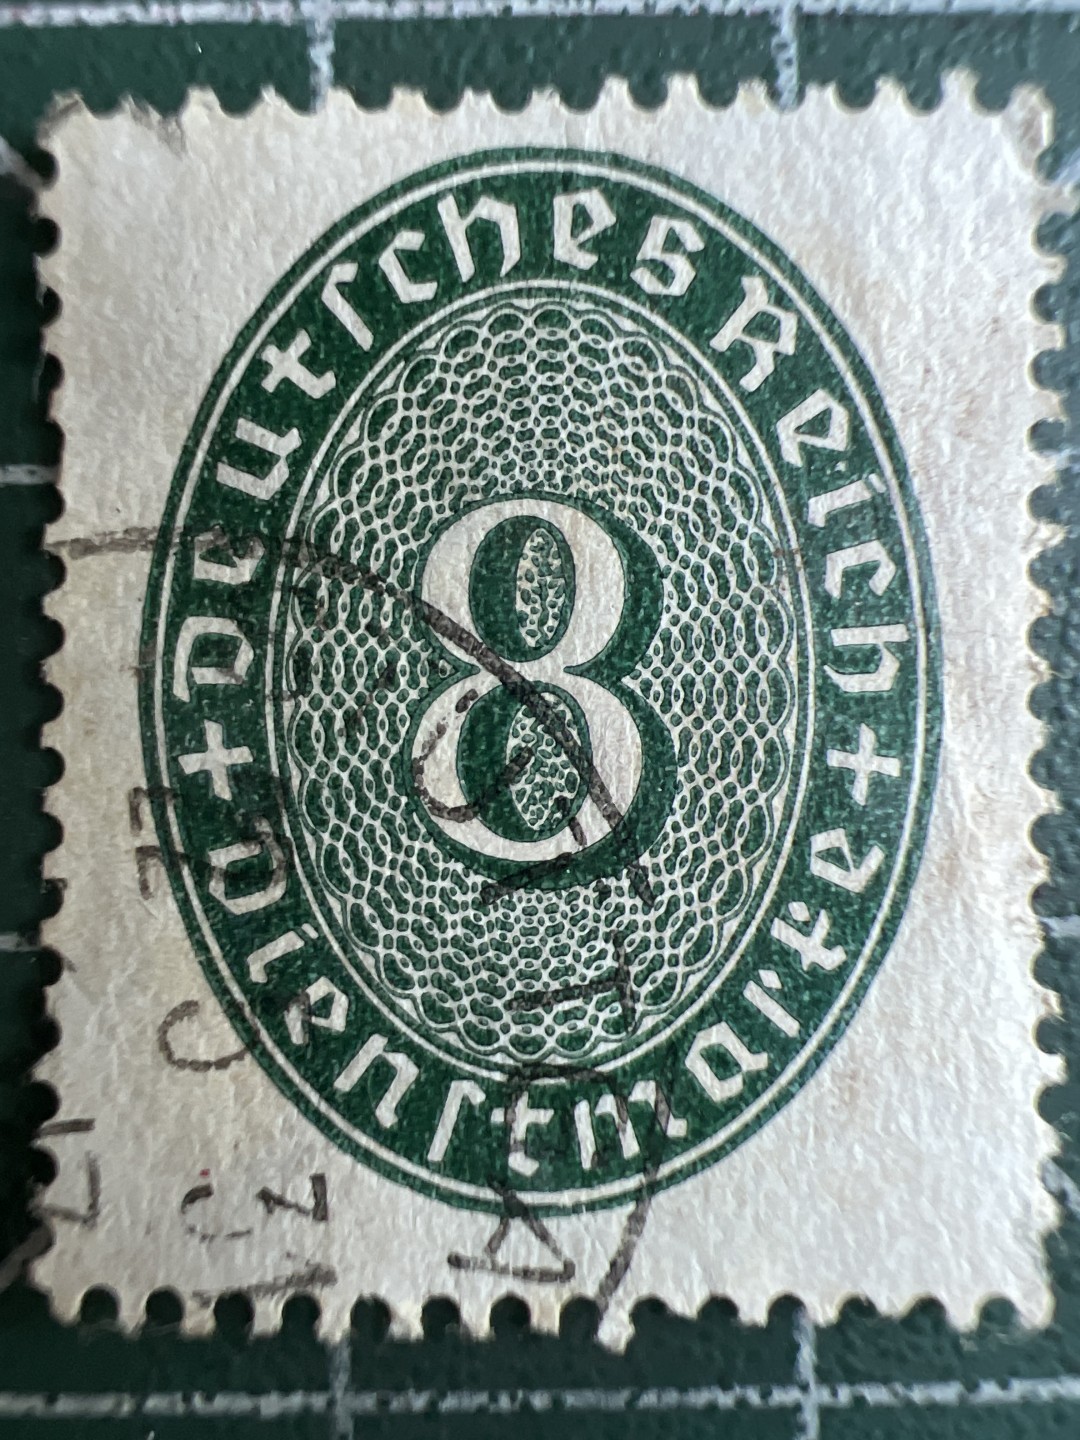 Deutsches Reich
8
Dienstmarke